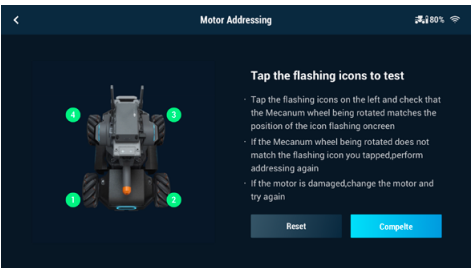 Motor Addressing
80%
Tap the flashing icons to test
· Tap the flashing icons on the left and check that
the Mecanum wheel being rotated matches the
position of the icon flashing oncreen
· If the Mecanum wheel being rotated does not
match the flashing icon you tapped,perform
addressing again
· If the motor is damaged,change the motor and
try again
4
3
1
2
Reset
Compelte